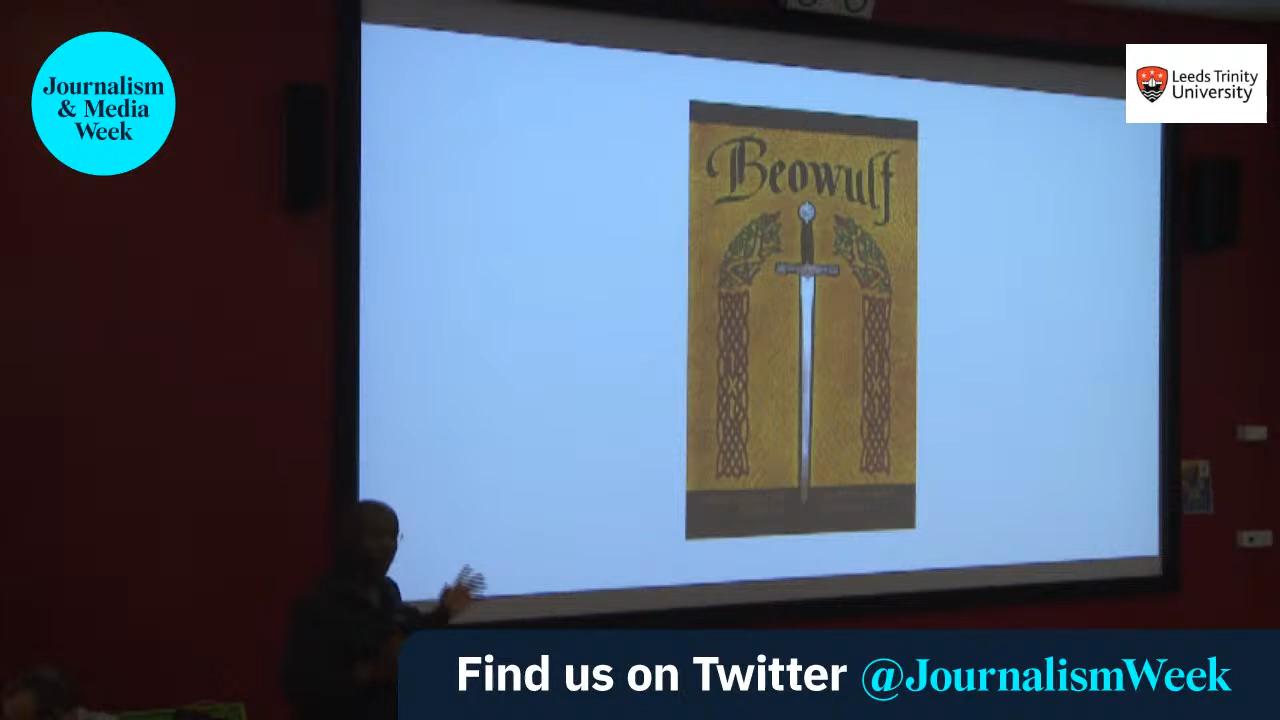 Journalism
& Media
Week
Leeds Trinity
University
Beowulf
Find us on Twitter @JournalismWeek